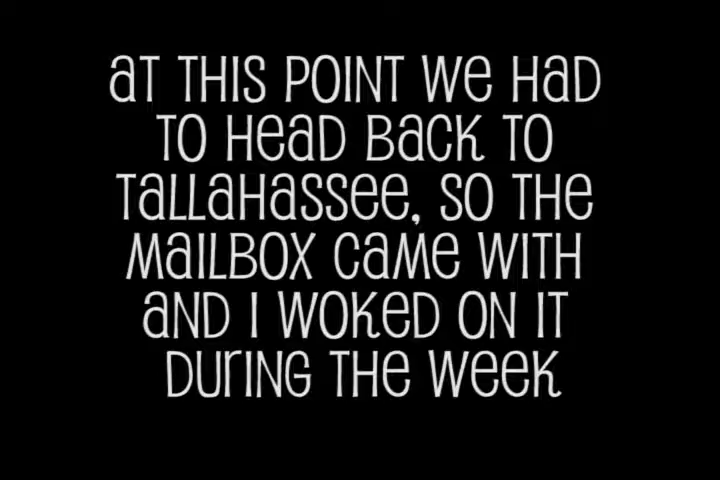 aT THIS POINT we Had
TO Head Back TO
Tallahassee, so THe
mailbox came WITH
and I woked on IT
During THe week